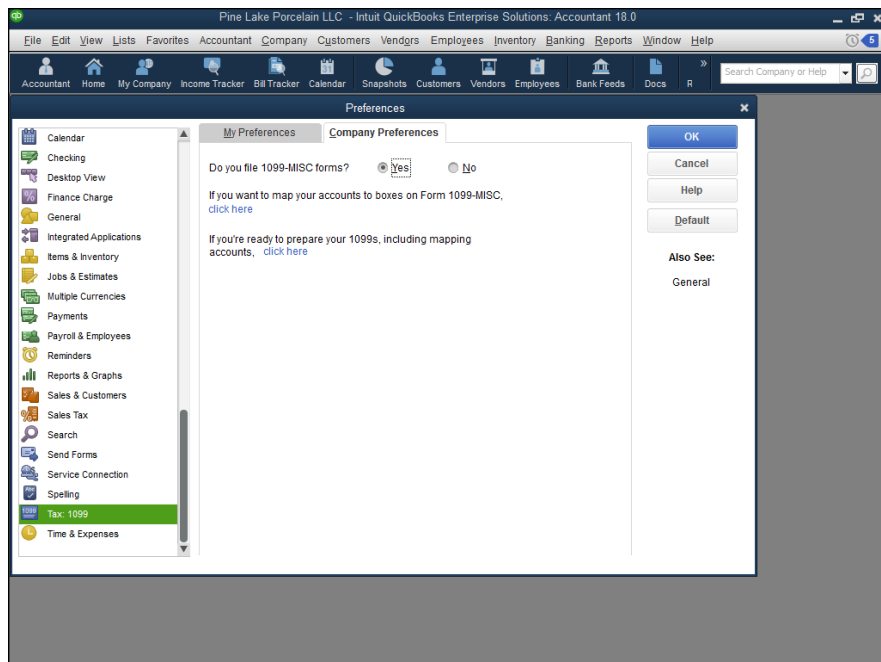 qb
Pine Lake Porcelain LLC - Intuit QuickBooks Enterprise Solutions: Accountant 18.0
File Edit View Lists Favorites Accountant Company Customers Vendors Employees Inventory Banking Reports Window Help 5
Accountant Home My Company Income Tracker Bill Tracker Calendar Snapshots Customers Vendors Employees Bank Feeds Docs R » Search Company or Help
31
Preferences
My Preferences Company Preferences
Calendar
Checking
Desktop View
Finance Charge
General
Integrated Applications
Items & Inventory
Jobs & Estimates
Multiple Currencies
Payments
Payroll & Employees
Reminders
Reports & Graphs
Sales & Customers
Sales Tax
Search
Send Forms
Service Connection
Spelling
1099 Tax: 1099
Time & Expenses
Do you file 1099-MISC forms? Yes No
If you want to map your accounts to boxes on Form 1099-MISC,
click here
If you're ready to prepare your 1099s, including mapping
accounts, click here
OK
Cancel
Help
Default
Also See:
General